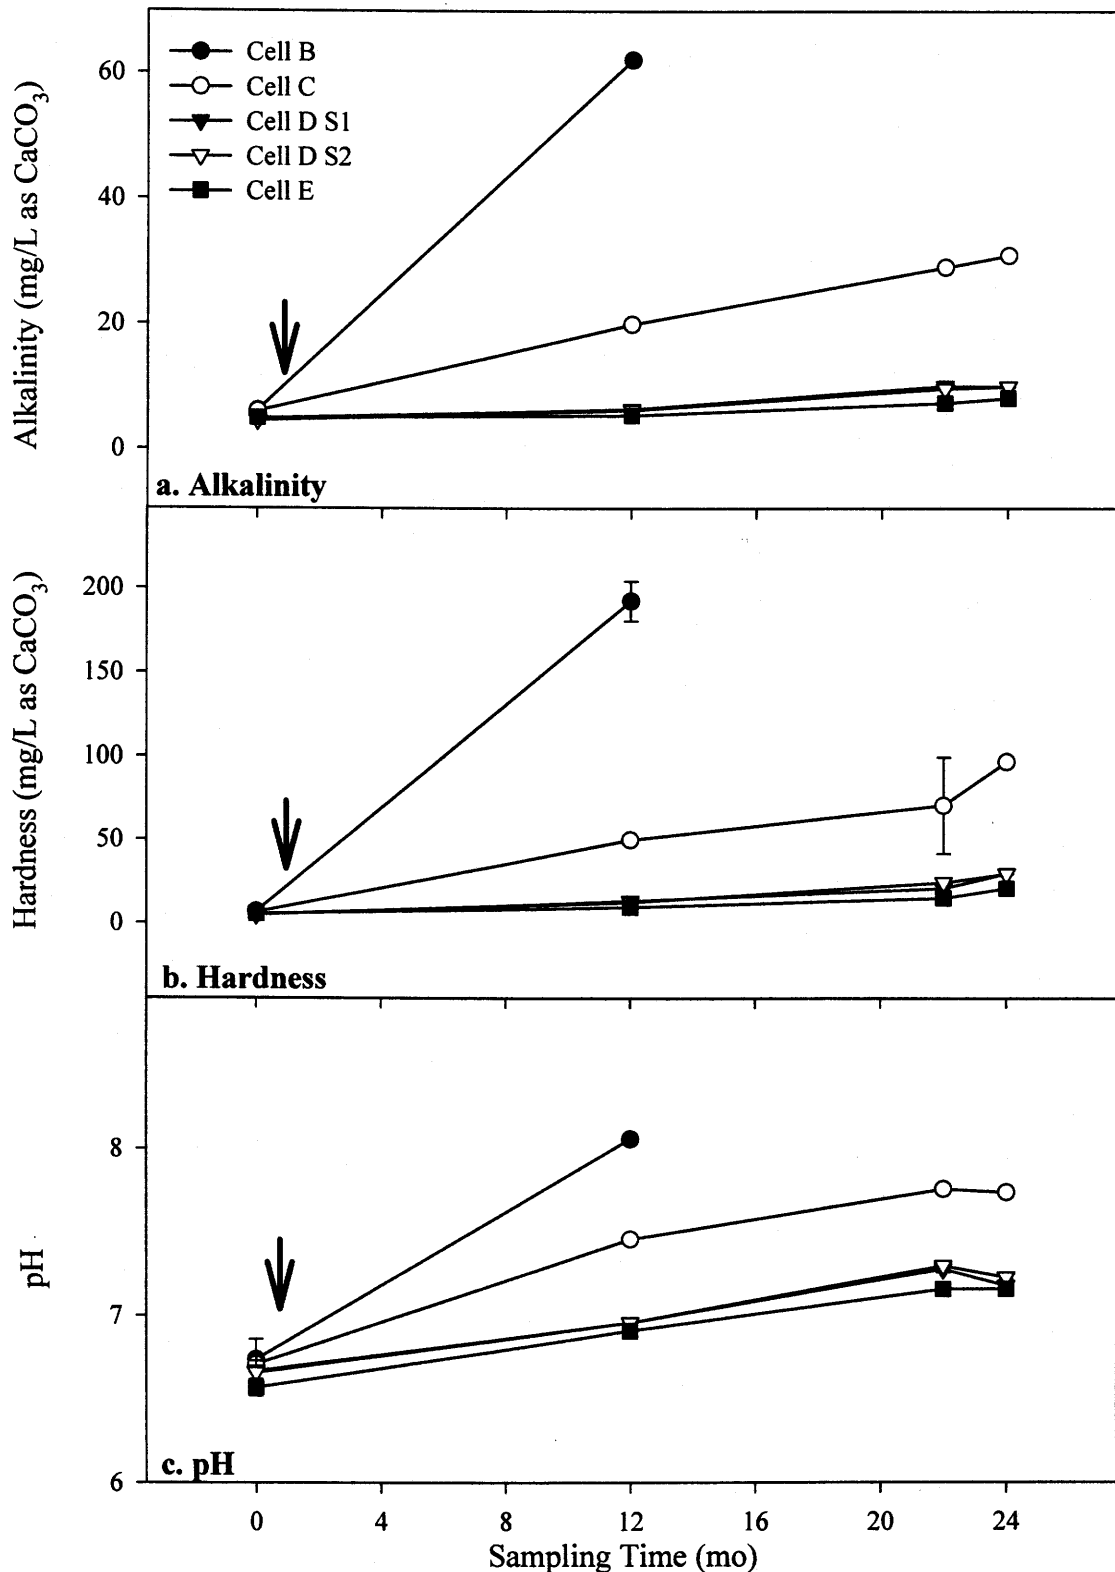 Alkalinity (mg/L as CaCO₃)
60
40
20
0
Cell B
Cell C
Cell D S1
Cell D S2
Cell E
a. Alkalinity
Hardness (mg/L as CaCO₃)
200
150
100
50
0
b. Hardness
pH
8
7
6
c. pH
0 4 8 12 16 20 24
Sampling Time (mo)